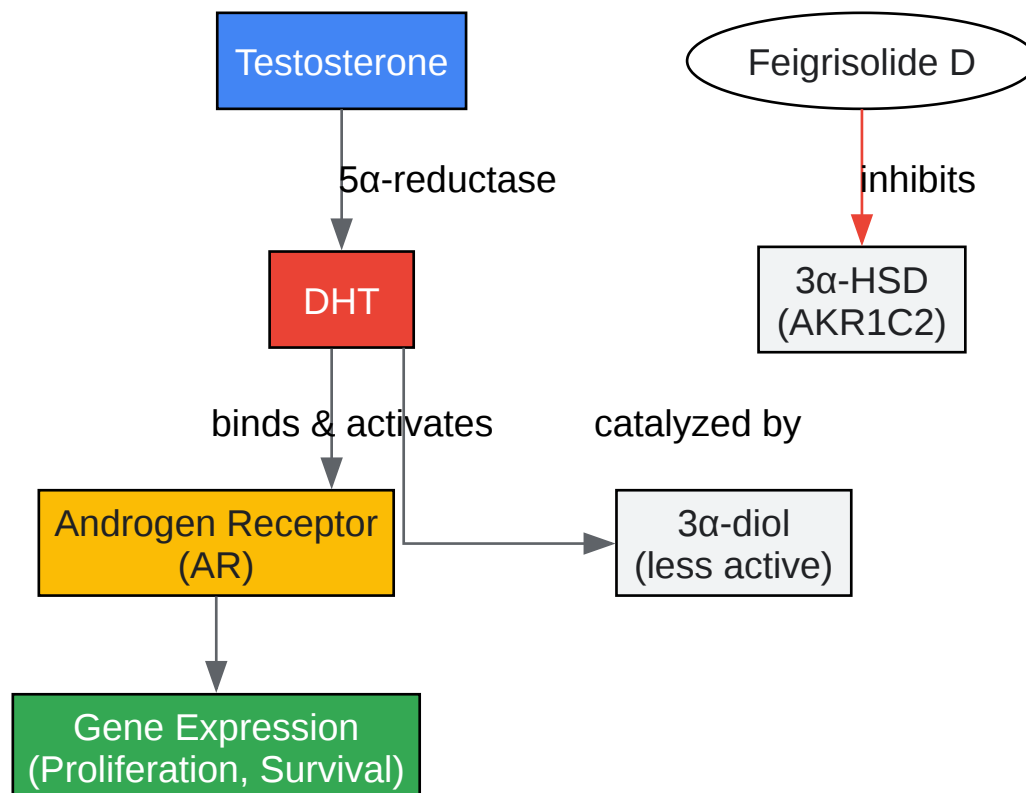 Testosterone
Feigrisolide D
5α-reductase
inhibits
DHT
3α-HSD
(AKR1C2)
binds & activates
catalyzed by
Androgen Receptor
(AR)
3α-diol
(less active)
Gene Expression
(Proliferation, Survival)